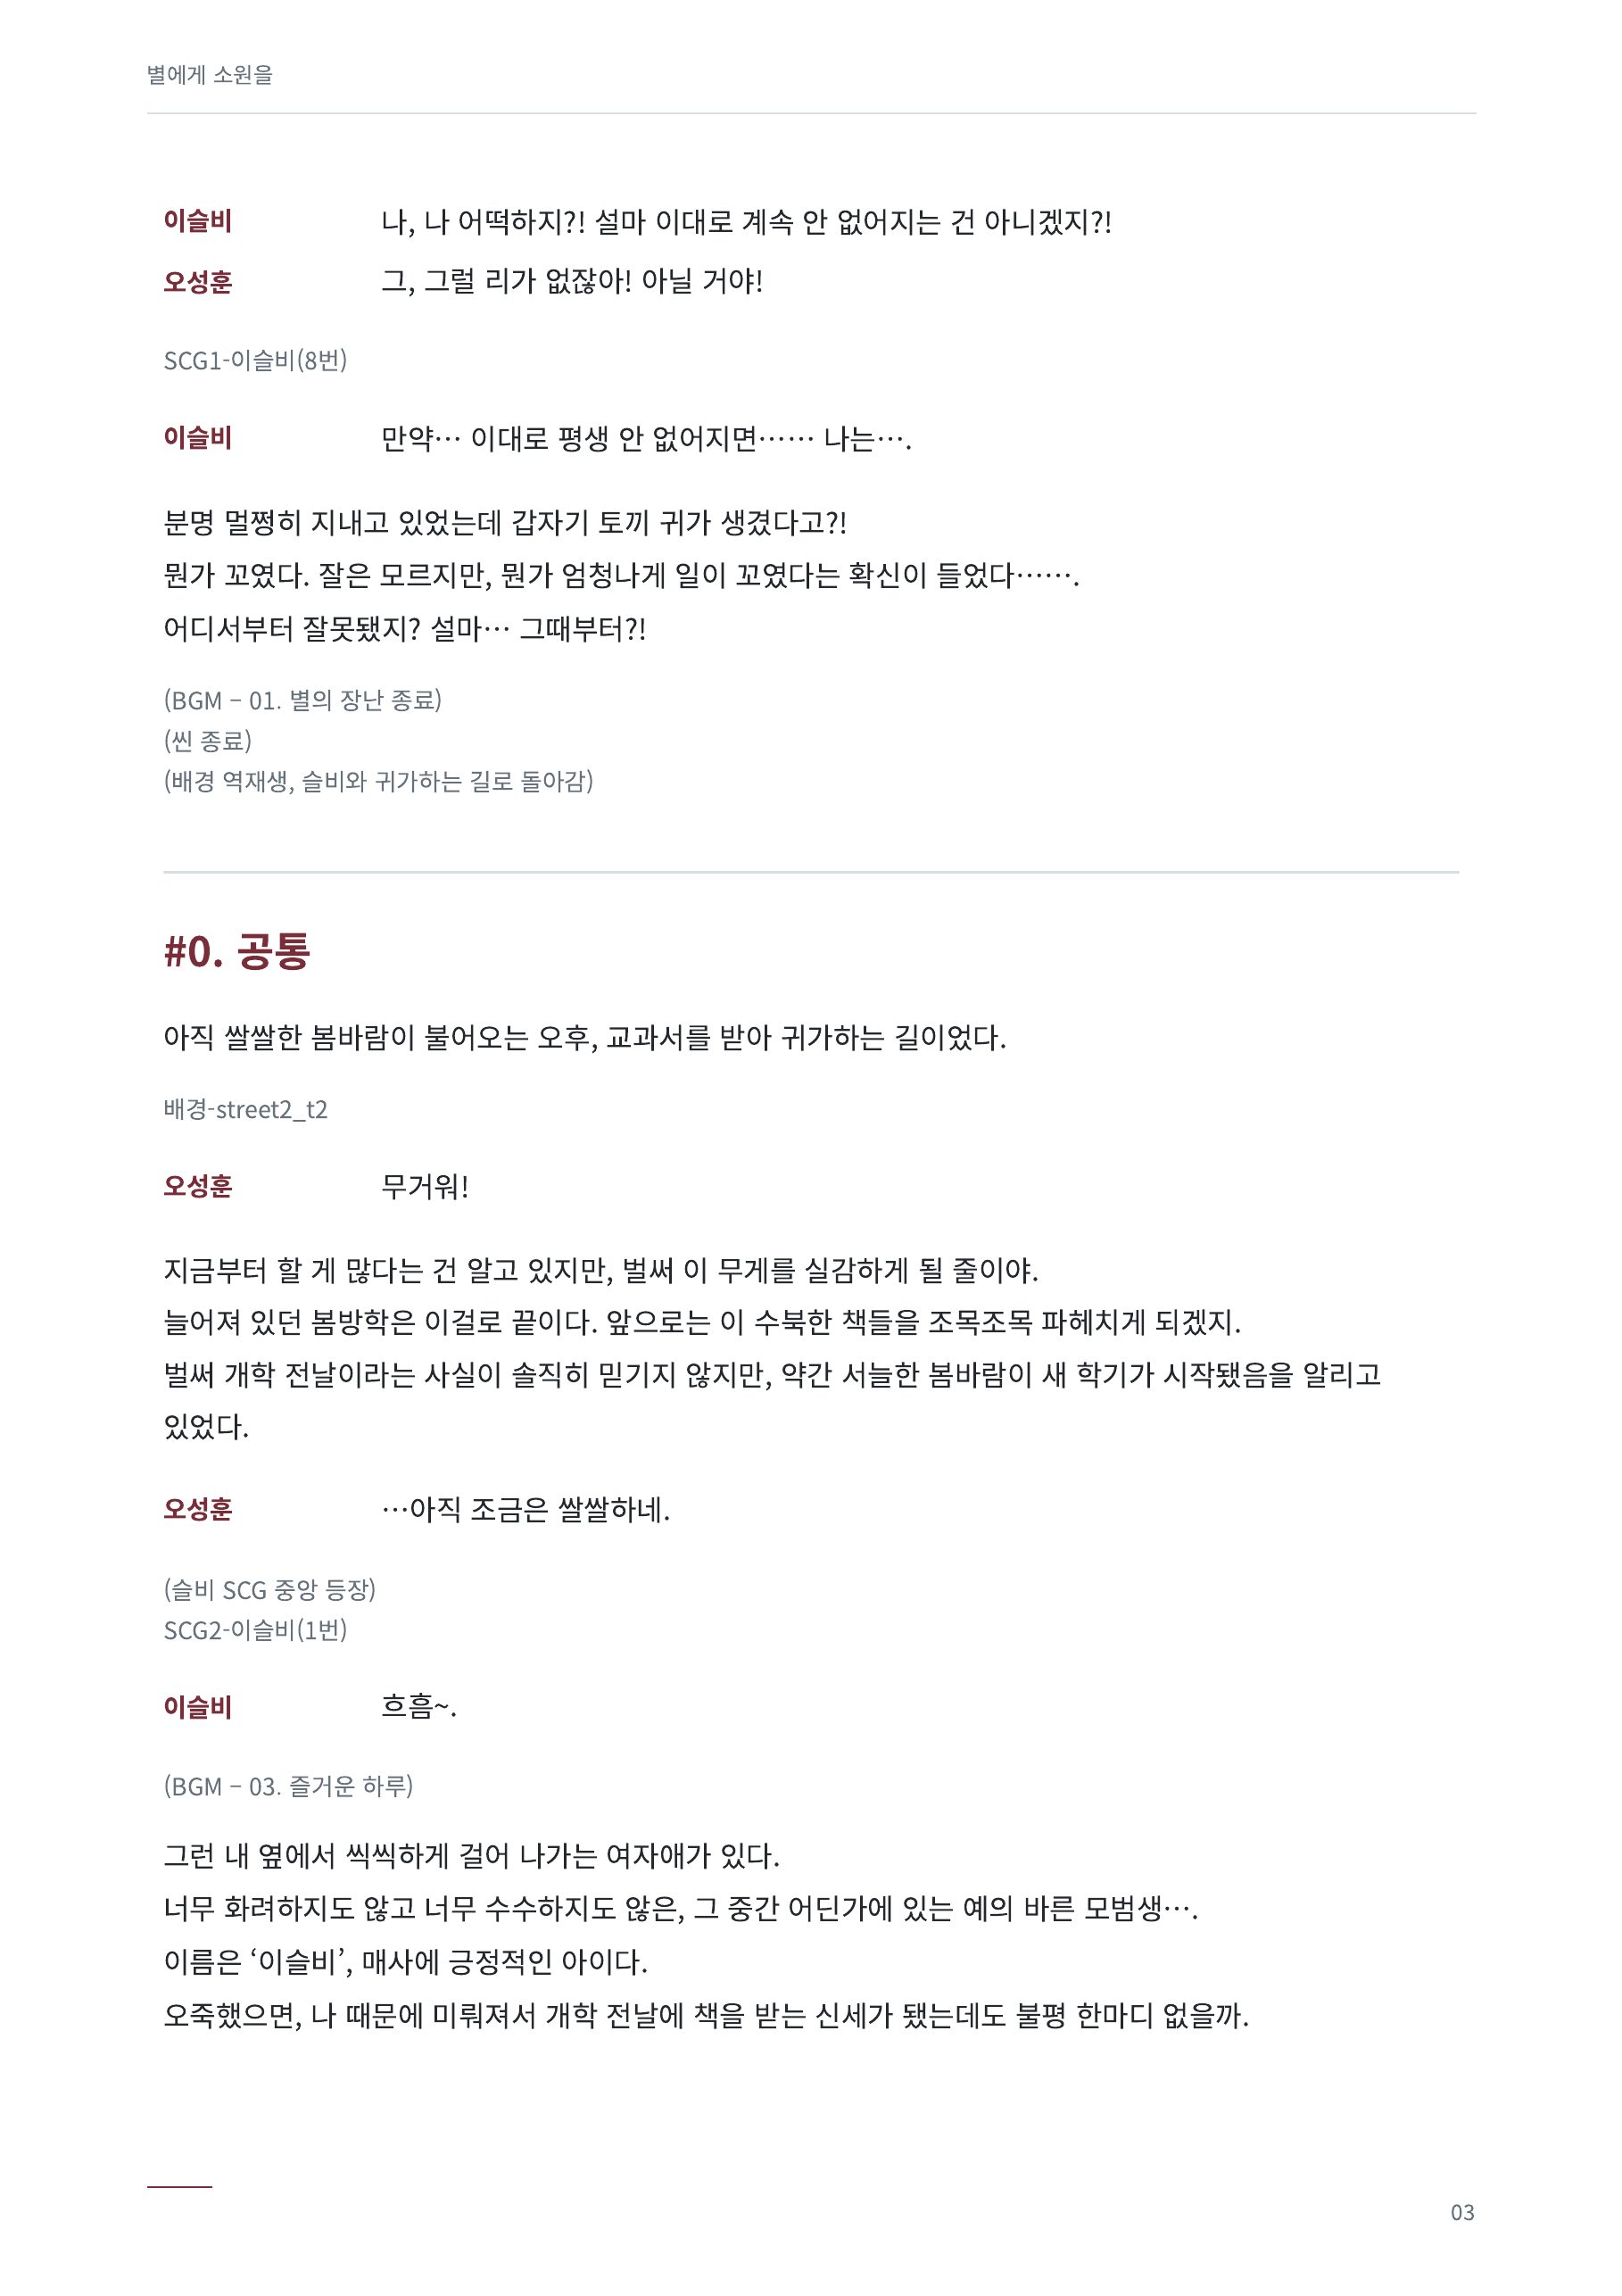 별에게 소원을
이슬비 나, 나 어떡하지?! 설마 이대로 계속 안 없어지는 건 아니겠지?!
오성훈 그, 그럴 리가 없잖아! 아닐 거야!
SCG1-이슬비(8번)
이슬비 만약… 이대로 평생 안 없어지면…… 나는….
분명 멀쩡히 지내고 있었는데 갑자기 토끼 귀가 생겼다고?!
뭔가 꼬였다. 잘은 모르지만, 뭔가 엄청나게 일이 꼬였다는 확신이 들었다…….
어디서부터 잘못됐지? 설마… 그때부터?!
(BGM – 01. 별의 장난 종료)
(씬 종료)
(배경 역재생, 슬비와 귀가하는 길로 돌아감)
#0. 공통
아직 쌀쌀한 봄바람이 불어오는 오후, 교과서를 받아 귀가하는 길이었다.
배경-street2_t2
오성훈 무거워!
지금부터 할 게 많다는 건 알고 있지만, 벌써 이 무게를 실감하게 될 줄이야.
늘어져 있던 봄방학은 이걸로 끝이다. 앞으로는 이 수북한 책들을 조목조목 파헤치게 되겠지.
벌써 개학 전날이라는 사실이 솔직히 믿기지 않지만, 약간 서늘한 봄바람이 새 학기가 시작됐음을 알리고
있었다.
오성훈 …아직 조금은 쌀쌀하네.
(슬비 SCG 중앙 등장)
SCG2-이슬비(1번)
이슬비 흐흠~.
(BGM – 03. 즐거운 하루)
그런 내 옆에서 씩씩하게 걸어 나가는 여자애가 있다.
너무 화려하지도 않고 너무 수수하지도 않은, 그 중간 어딘가에 있는 예의 바른 모범생….
이름은 ‘이슬비’, 매사에 긍정적인 아이다.
오죽했으면, 나 때문에 미뤄져서 개학 전날에 책을 받는 신세가 됐는데도 불평 한마디 없을까.
03